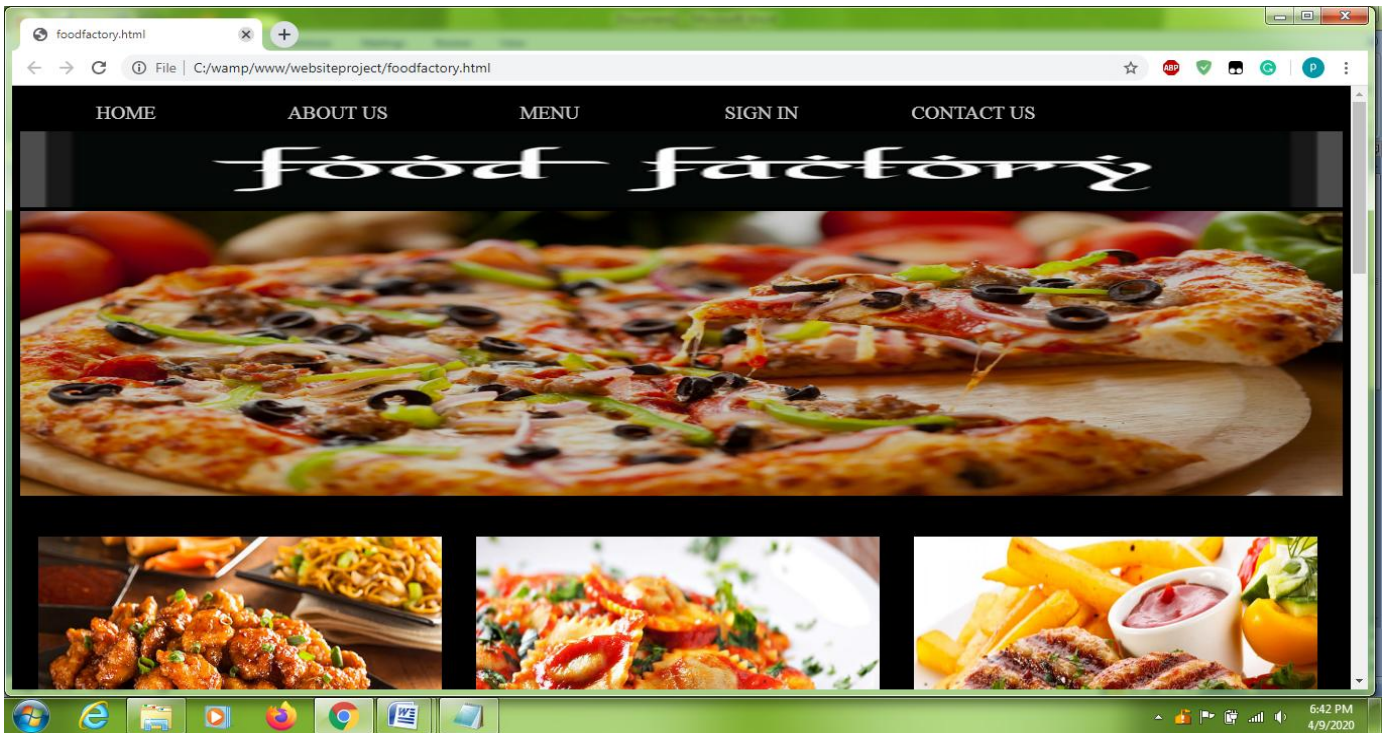 foodfactory.html
File | C:/wamp/www/websiteproject/foodfactory.html
ABP
G
P
HOME ABOUT US MENU SIGN IN CONTACT US
food factory
W
6:42 PM
4/9/2020